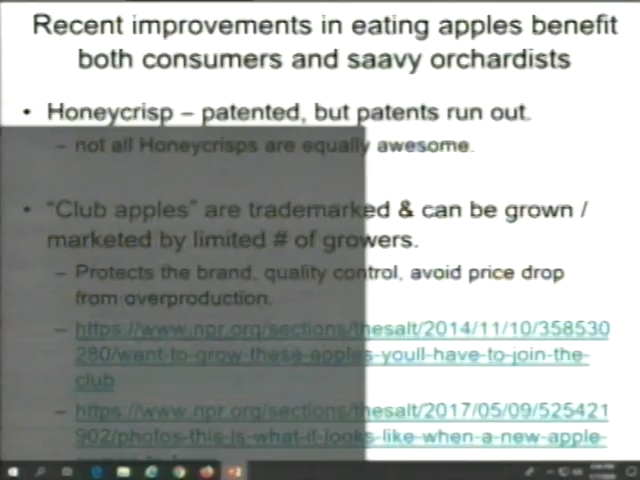 Recent improvements in eating apples benefit
both consumers and saavy orchardists
• Honeycrisp – patented, but patents run out.
– not all Honeycrisps are equally awesome.
• “Club apples” are trademarked & can be grown /
marketed by limited # of growers.
– Protects the brand, quality control, avoid price drop
from overproduction.
– https://www.npr.org/sections/thesalt/2014/11/10/358530
280/want-to-grow-these-apples-youll-have-to-join-the-
club
– https://www.npr.org/sections/thesalt/2017/05/09/525421
902/photos-this-is-what-it-looks-like-when-a-new-apple-